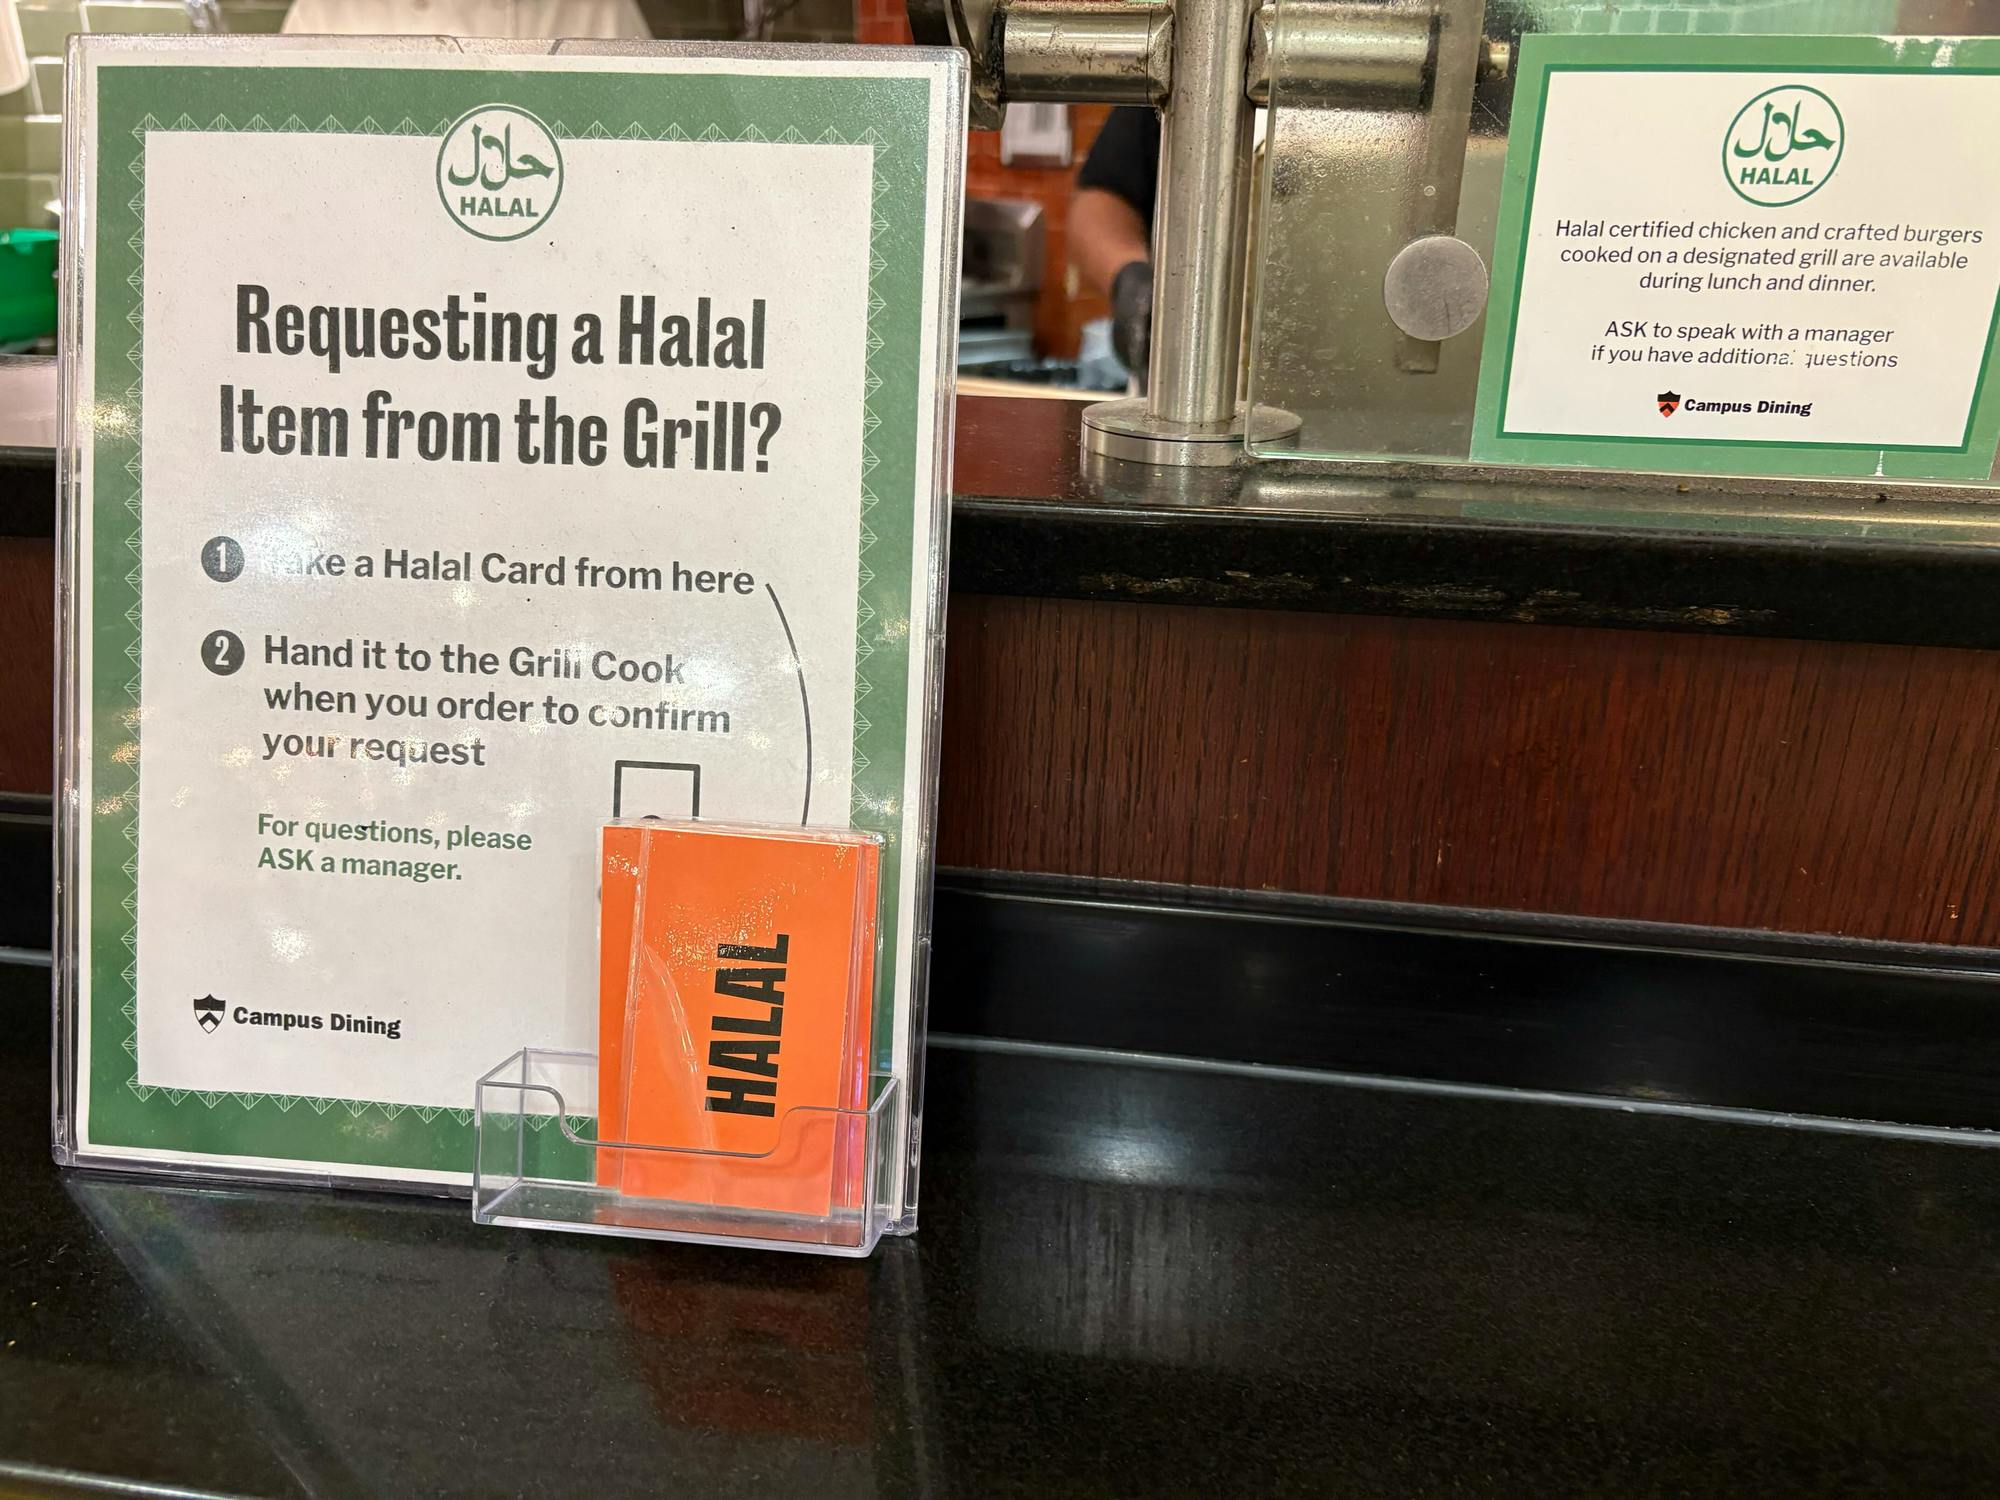 حلال
HALAL
Requesting a Halal
Item from the Grill?
1 Take a Halal Card from here
2 Hand it to the Grill Cook
when you order to confirm
your request
For questions, please
ASK a manager.
Campus Dining
HALAL
حلال
HALAL
Halal certified chicken and crafted burgers
cooked on a designated grill are available
during lunch and dinner.
ASK to speak with a manager
if you have additional questions
Campus Dining